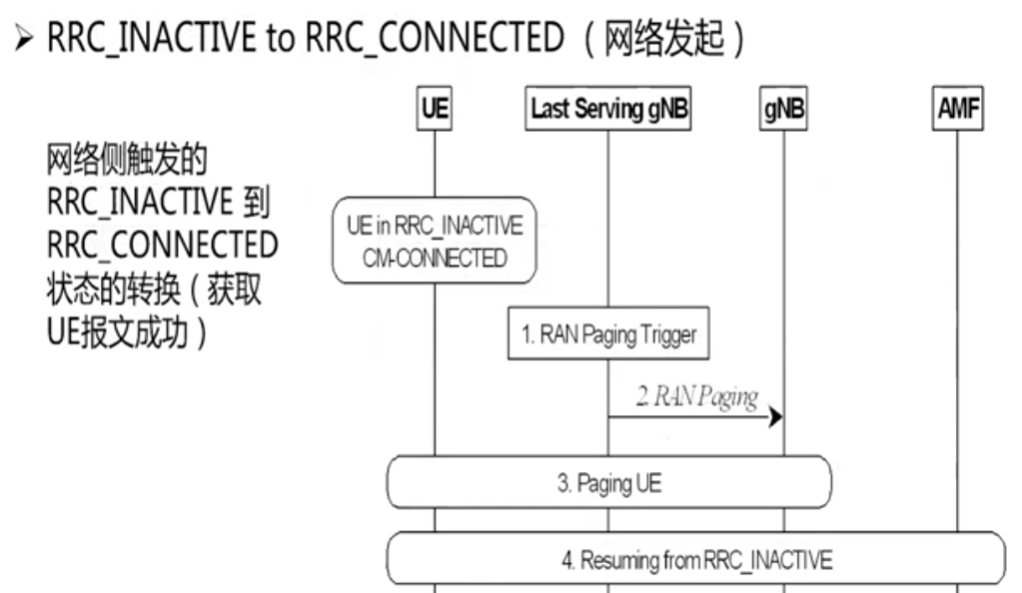 ➢ RRC_INACTIVE to RRC_CONNECTED（网络发起）
UE
Last Serving gNB
gNB
AMF
网络侧触发的
RRC_INACTIVE 到
RRC_CONNECTED
状态的转换（获取
UE报文成功）
UE in RRC_INACTIVE
CM-CONNECTED
1. RAN Paging Trigger
2. RAN Paging
3. Paging UE
4. Resuming from RRC_INACTIVE